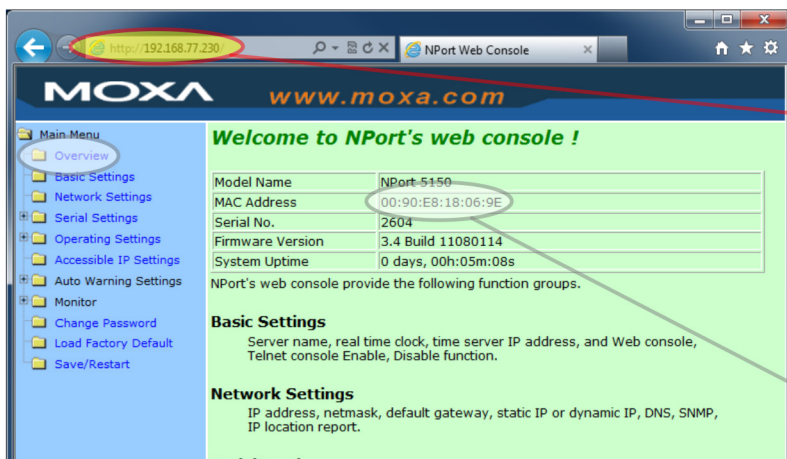 http://192.168.77.230/
NPort Web Console
MOXA www.moxa.com
Main Menu
Overview
Basic Settings
Network Settings
Serial Settings
Operating Settings
Accessible IP Settings
Auto Warning Settings
Monitor
Change Password
Load Factory Default
Save/Restart
Welcome to NPort's web console !
Model Name NPort 5150
MAC Address 00:90:E8:18:06:9E
Serial No. 2604
Firmware Version 3.4 Build 11080114
System Uptime 0 days, 00h:05m:08s
NPort's web console provide the following function groups.
Basic Settings
Server name, real time clock, time server IP address, and Web console,
Telnet console Enable, Disable function.
Network Settings
IP address, netmask, default gateway, static IP or dynamic IP, DNS, SNMP,
IP location report.